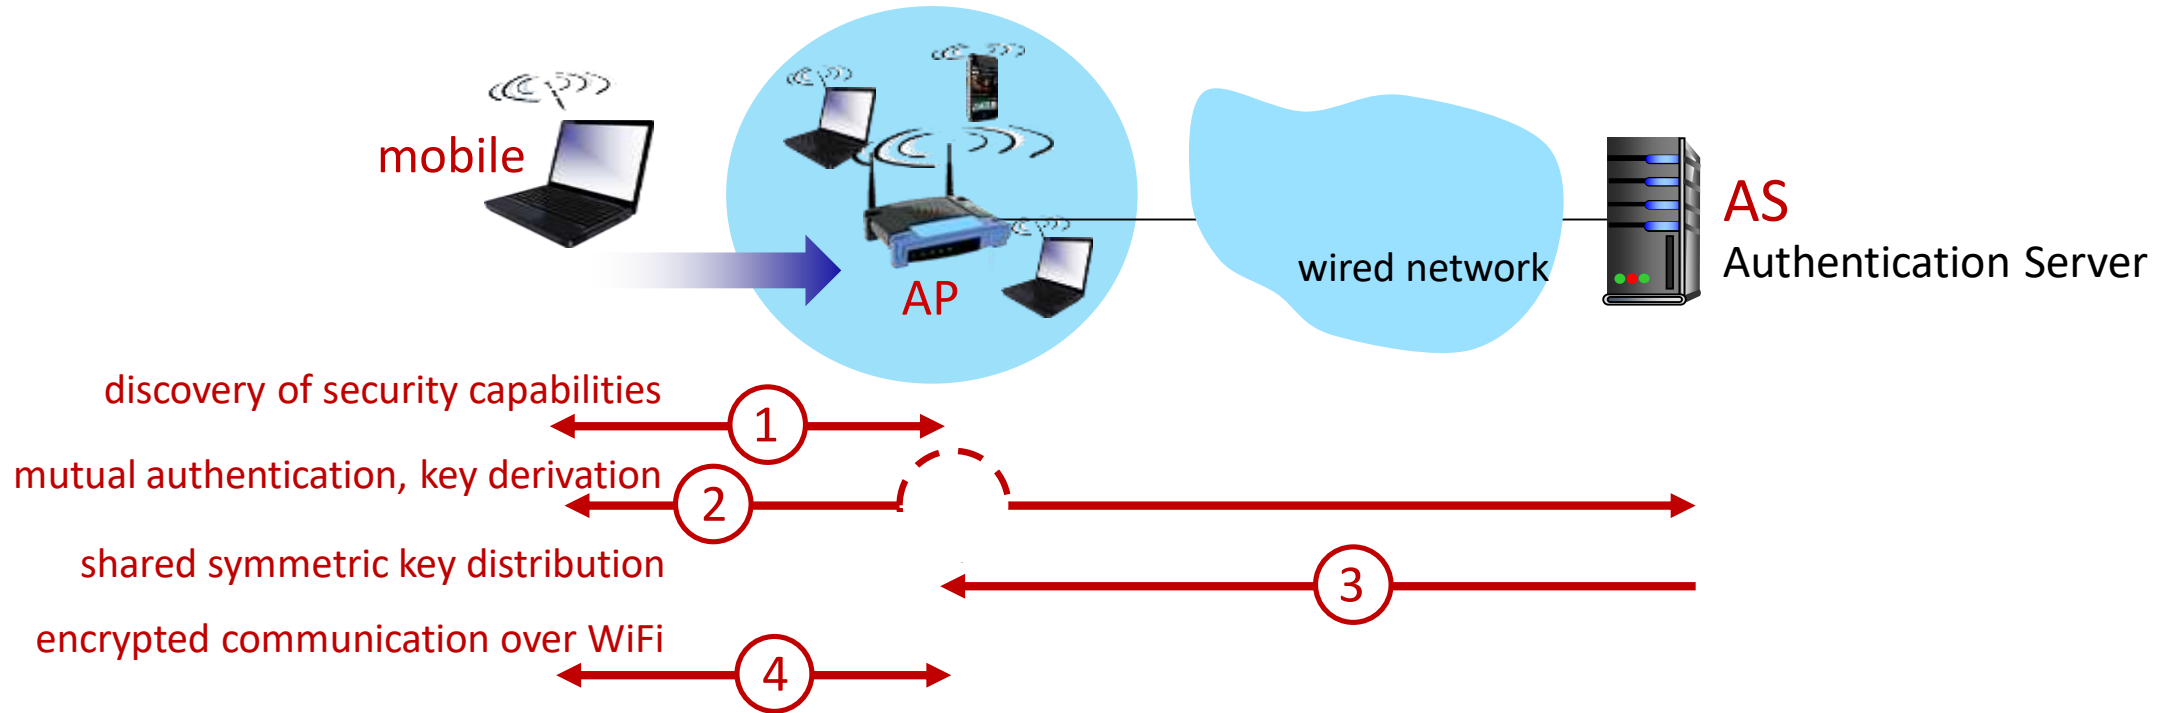 mobile
AP
wired network
AS
Authentication Server
discovery of security capabilities
1
mutual authentication, key derivation
2
shared symmetric key distribution
3
encrypted communication over WiFi
4